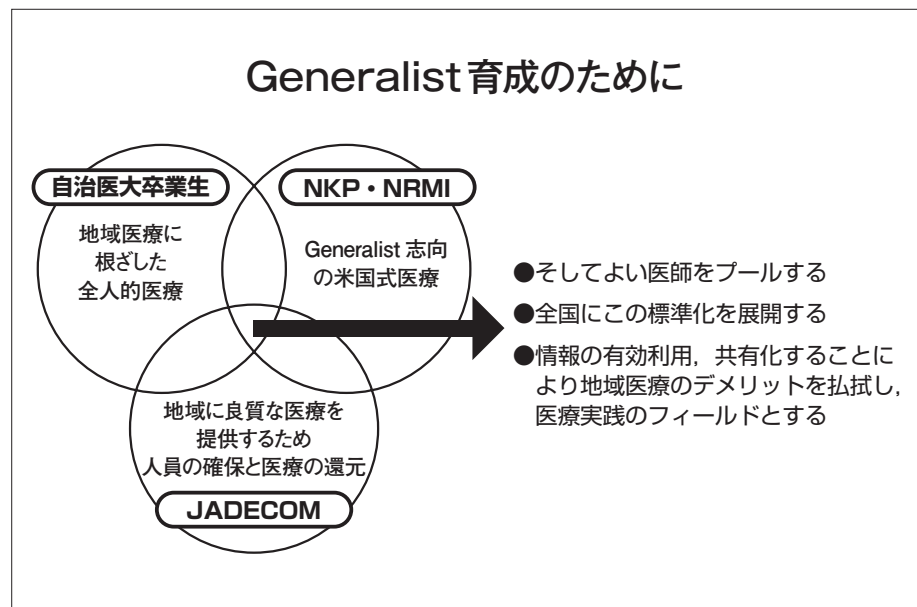 Generalist育成のために
自治医大卒業生
地域医療に
根ざした
全人的医療
NKP・NRMI
Generalist 志向
の米国式医療
地域に良質な医療を
提供するため
人員の確保と医療の還元
JADECOM
●そしてよい医師をプールする
●全国にこの標準化を展開する
●情報の有効利用，共有化することに
より地域医療のデメリットを払拭し，
医療実践のフィールドとする